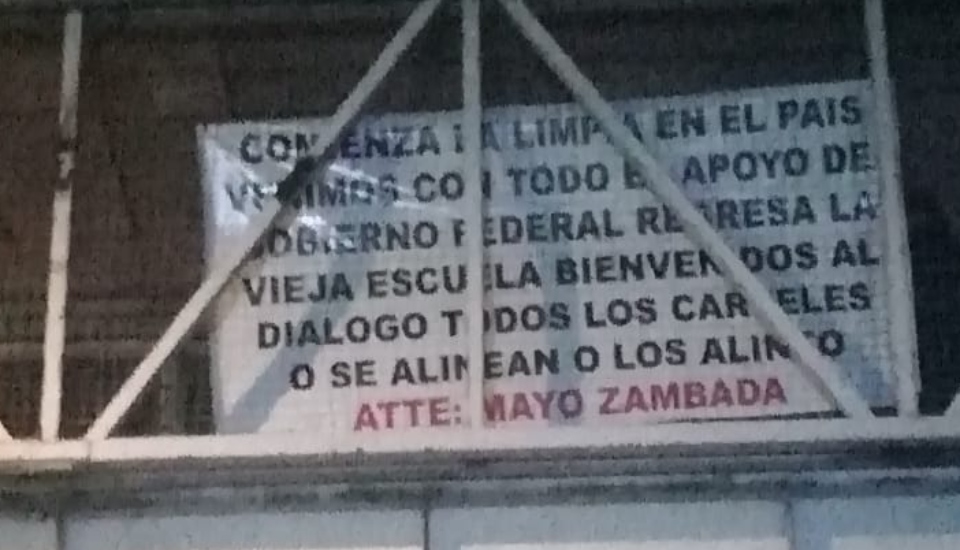 COMIENZA LA LIMPIA EN EL PAIS
VENIMOS CON TODO EL APOYO DE
GOBIERNO FEDERAL REGRESA LA
VIEJA ESCUELA BIENVENIDOS AL
DIALOGO TODOS LOS CARTELES
O SE ALINEAN O LOS ALINEO
ATTE: MAYO ZAMBADA